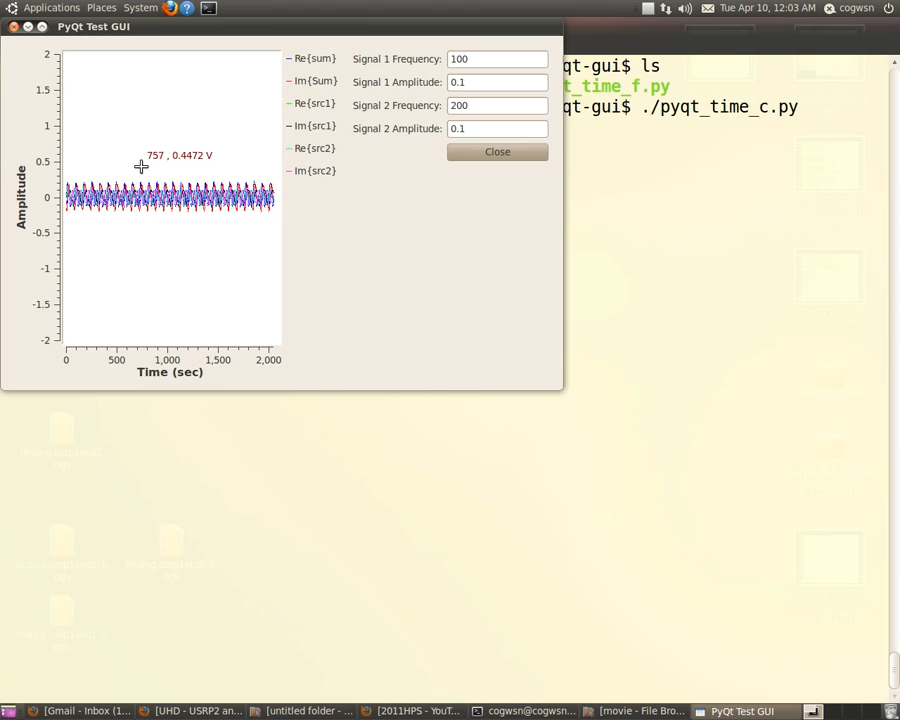 Applications Places System
Tue Apr 10, 12:03 AM cogwsn
PyQt Test GUI
2
1.5
1
0.5
0
-0.5
-1
-1.5
-2
Amplitude
757 , 0.4472 V
0 500 1,000 1,500 2,000
Time (sec)
Re{sum}
Im{Sum}
Re{src1}
Im{src1}
Re{src2}
Im{src2}
Signal 1 Frequency: 100
Signal 1 Amplitude: 0.1
Signal 2 Frequency: 200
Signal 2 Amplitude: 0.1
Close
qt-gui$ ls
t_time_f.py
qt-gui$ ./pyqt_time_c.py
[Gmail - Inbox (1... [UHD - USRP2 an... [untitled folder - ... [2011HPS - YouT... cogwsn@cogwsn... [movie - File Bro... PyQt Test GUI